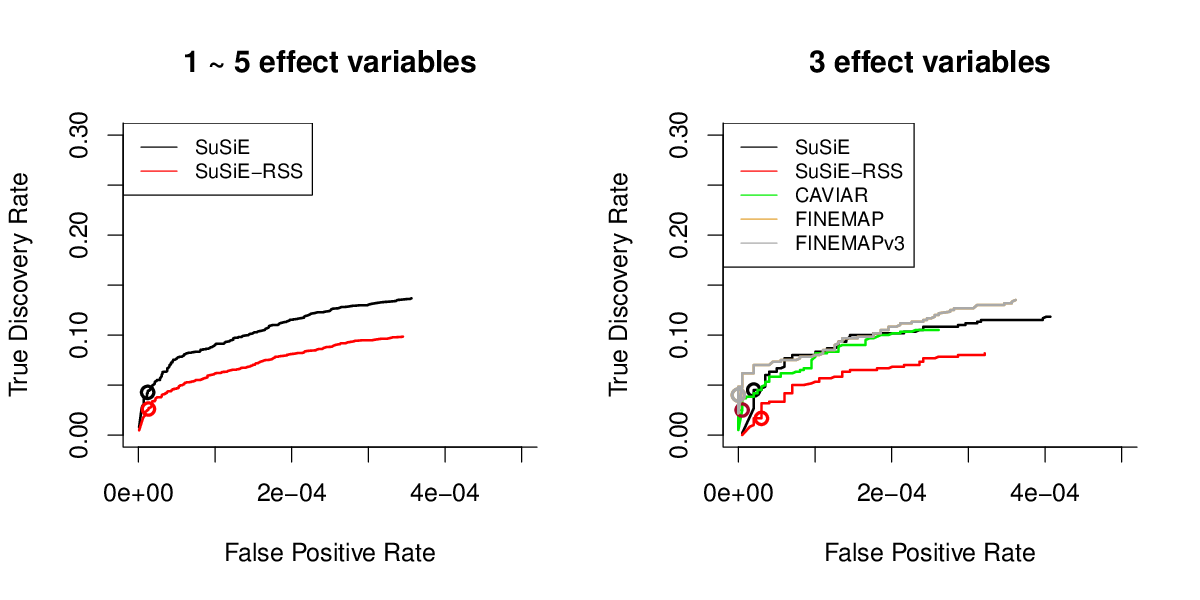 1 ~ 5 effect variables
True Discovery Rate
0.00
0.10
0.20
0.30
SuSiE
SuSiE−RSS
0e+00
2e−04
4e−04
False Positive Rate
3 effect variables
True Discovery Rate
0.00
0.10
0.20
0.30
SuSiE
SuSiE−RSS
CAVIAR
FINEMAP
FINEMAPv3
0e+00
2e−04
4e−04
False Positive Rate